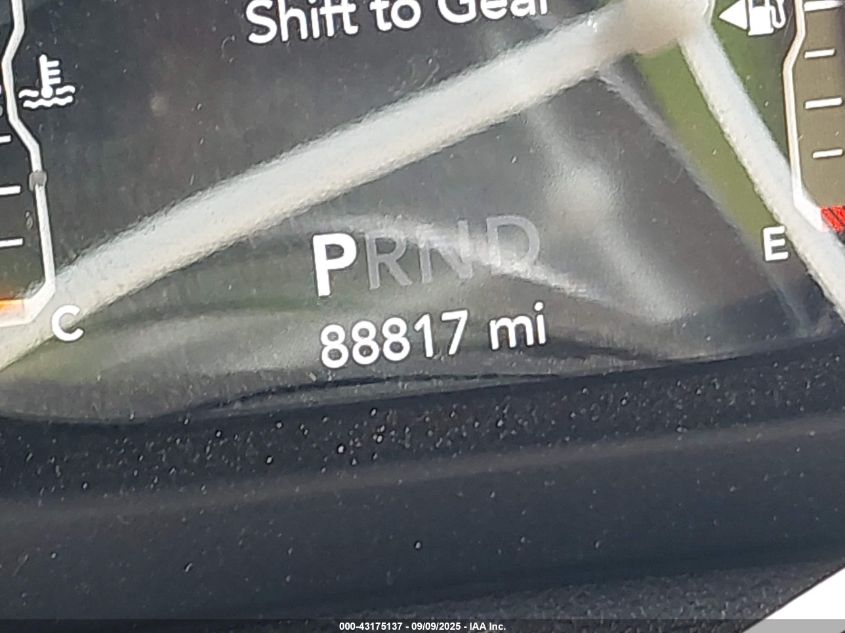 Shift to Gear
E
PRND
C
88817 mi
000-43175137 - 09/09/2025 - IAA Inc.